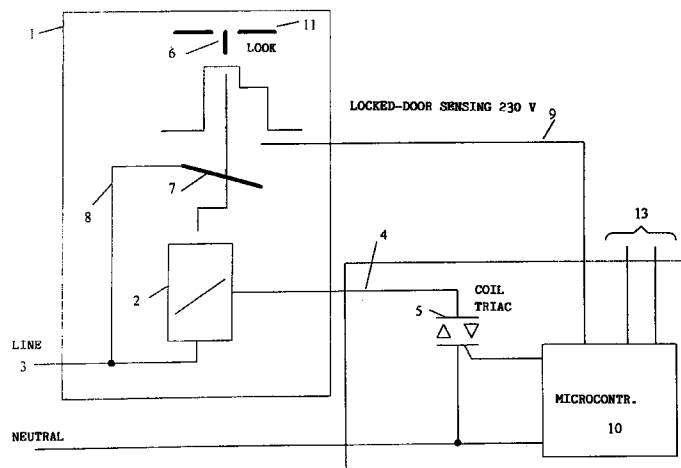 1
6
11
LOOK
LOCKED-DOOR SENSING 230 V
9
7
8
13
4
2
COIL
TRIAC
5
LINE
3
MICROCONTR.
10
NEUTRAL